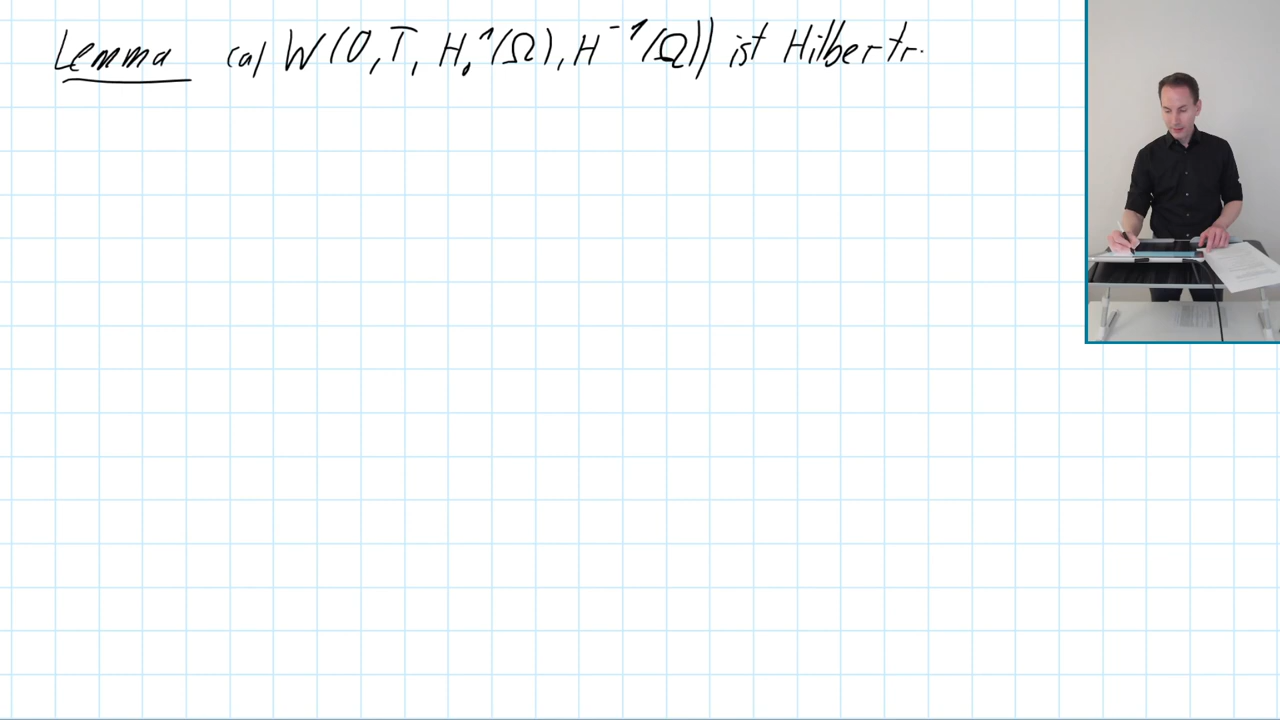 Lemma (a) W(0,T, H₀¹(Ω), H⁻¹(Ω)) ist Hilbertr.